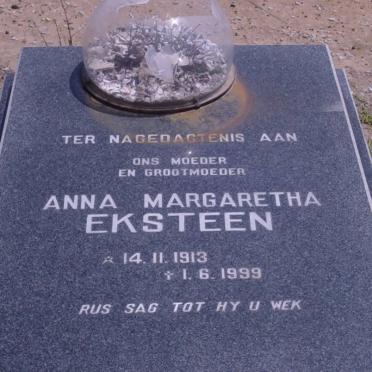 TER NAGEDAGTENIS AAN
ONS MOEDER
EN GROOTMOEDER
ANNA MARGARETHA
EKSTEEN
☆ 14. 11. 1913
✝ 1. 6. 1999
RUS SAG TOT HY U WEK